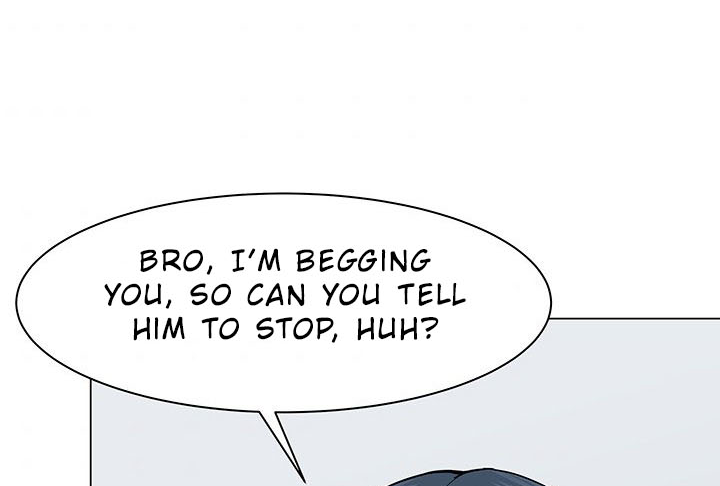 BRO, I'M BEGGING
YOU, SO CAN YOU TELL
HIM TO STOP, HUH?